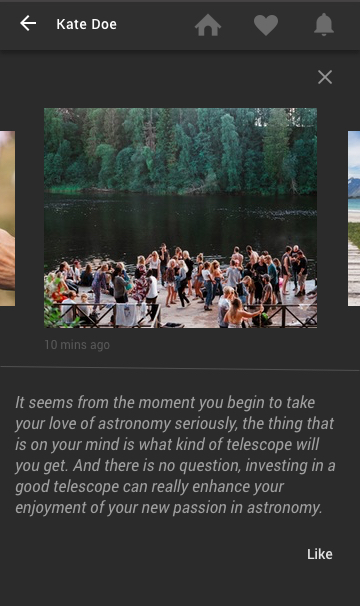 Kate Doe
10 mins ago
It seems from the moment you begin to take
your love of astronomy seriously, the thing that
is on your mind is what kind of telescope will
you get. And there is no question, investing in a
good telescope can really enhance your
enjoyment of your new passion in astronomy.
Like